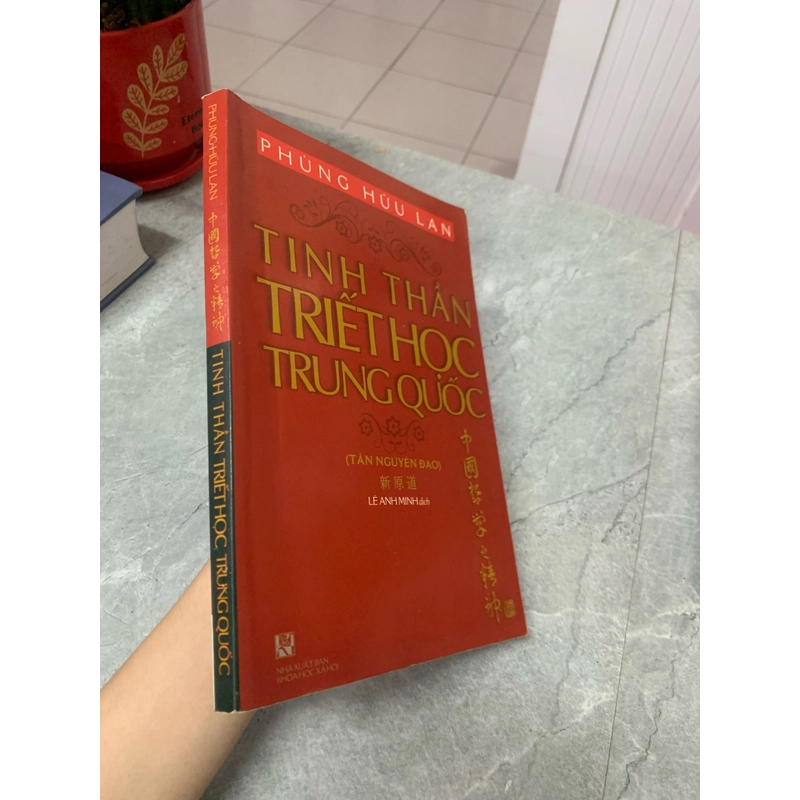 PHÙNG HỮU LAN
TINH THẦN
TRIẾT HỌC
TRUNG QUỐC
(TÂN NGUYÊN ĐẠO)
新原道
LÊ ANH MINH dịch
中國哲學之精神
NHÀ XUẤT BẢN
KHOA HỌC XÃ HỘI
PHÙNG HỮU LAN 中國哲學之精神 TINH THẦN TRIẾT HỌC TRUNG QUỐC